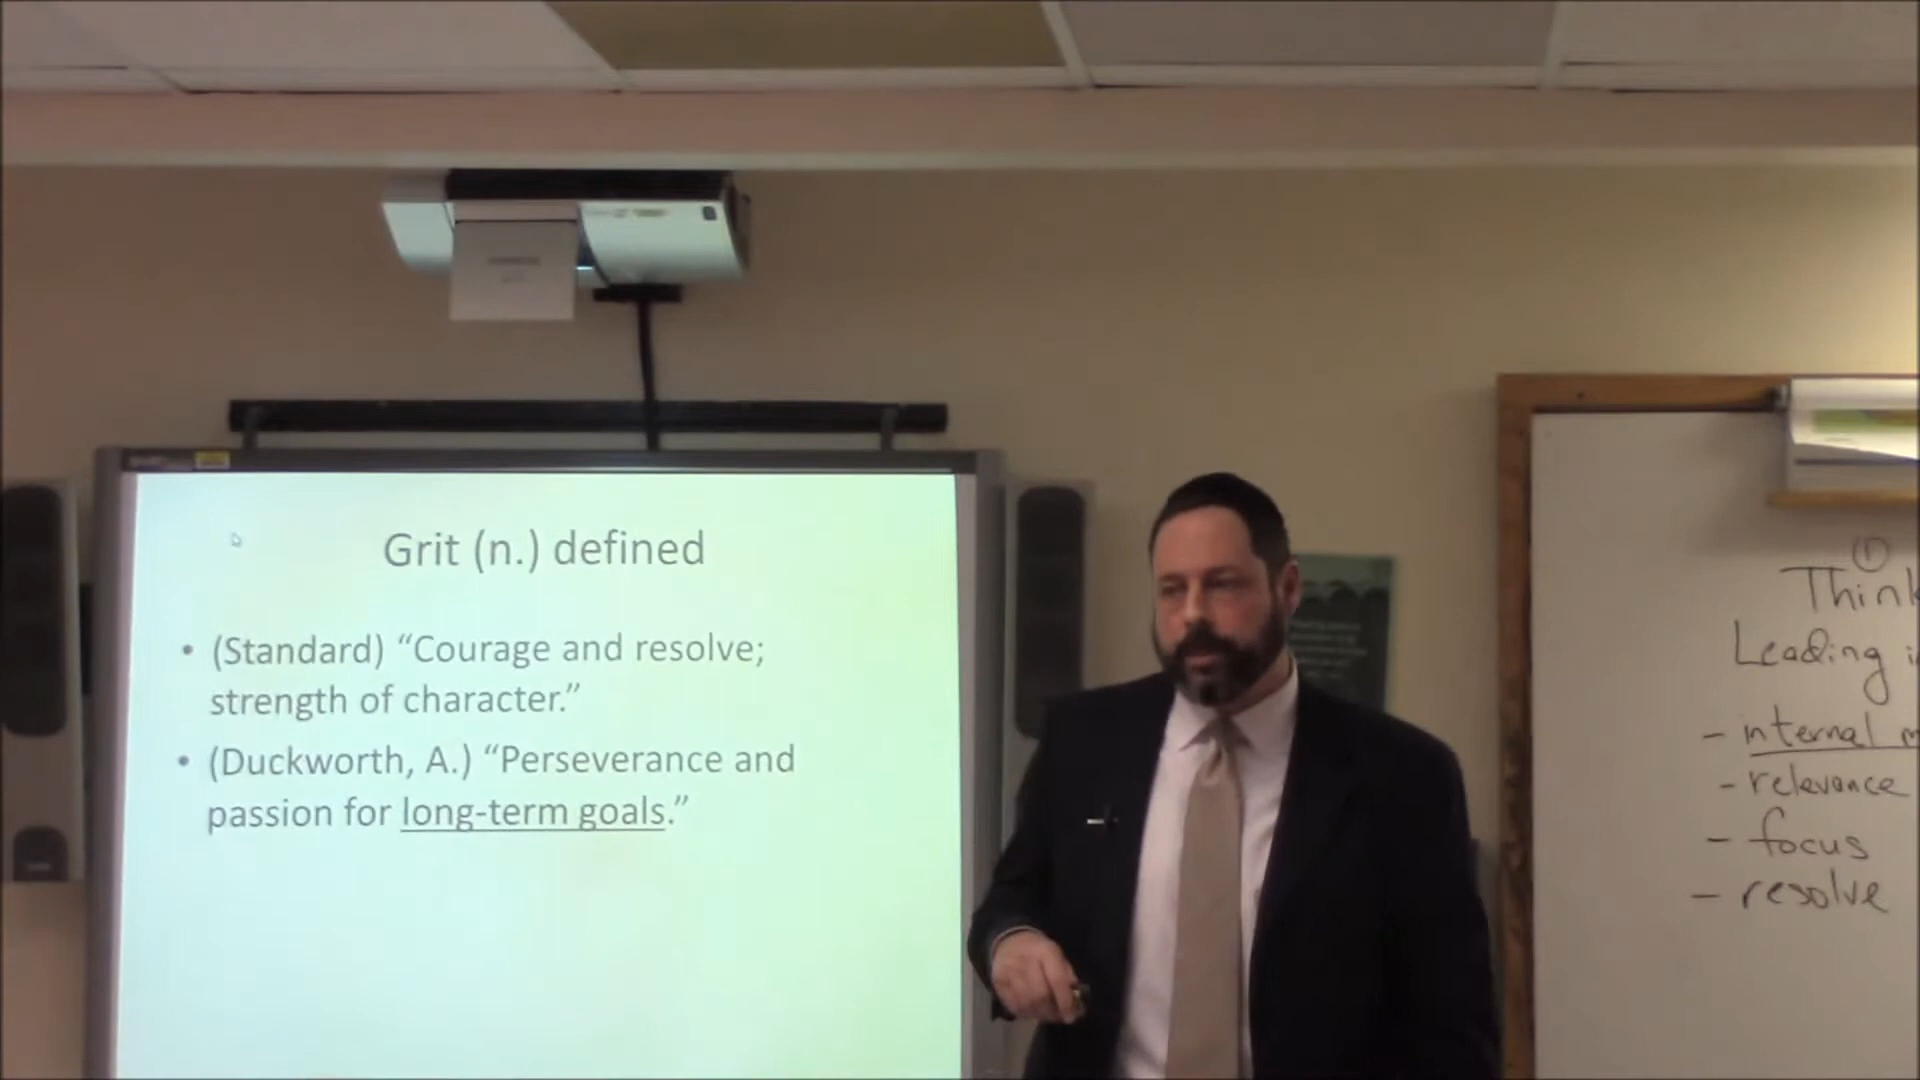 Grit (n.) defined
• (Standard) “Courage and resolve;
strength of character.”
• (Duckworth, A.) “Perseverance and
passion for long-term goals.”
①
Think
Leading
- internal
- relevance
- focus
- resolve